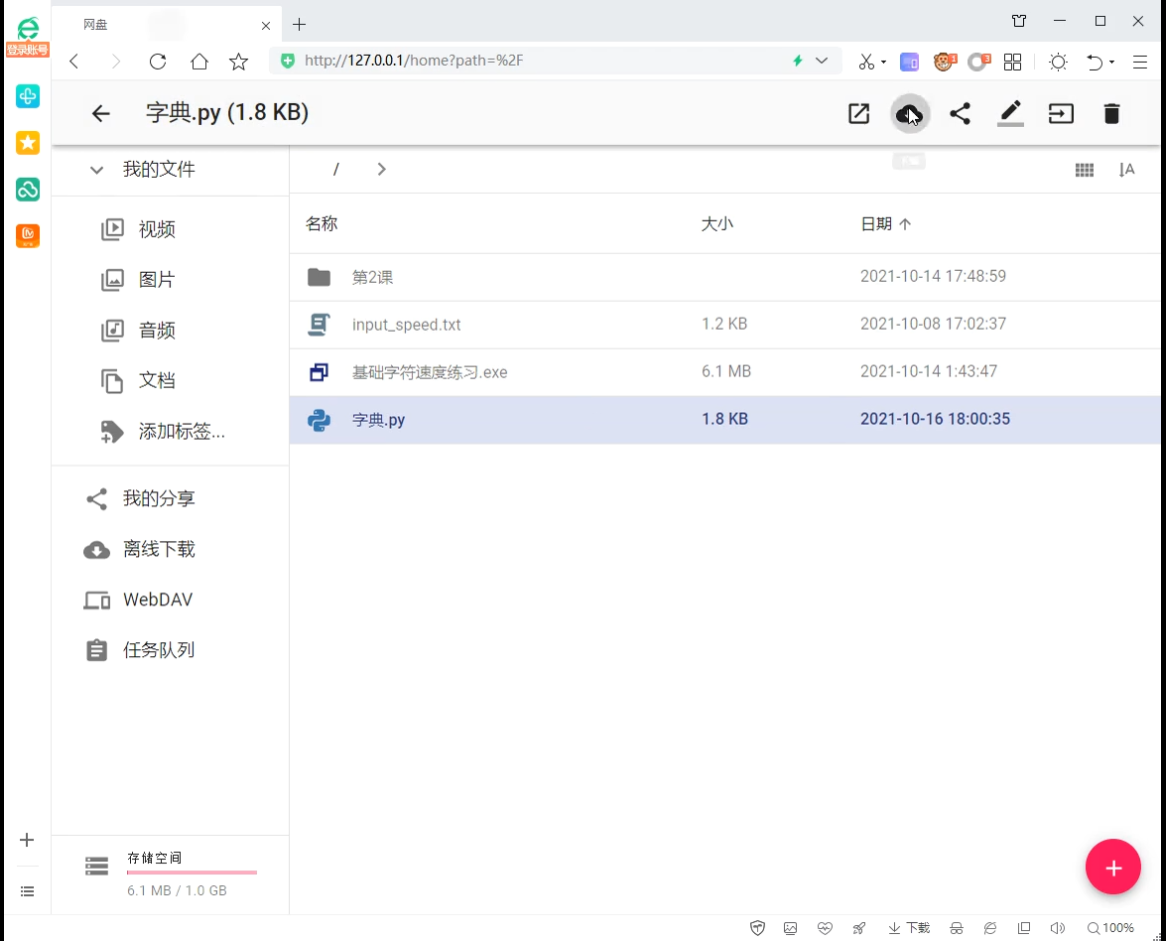 网盘
登录账号
http://127.0.0.1/home?path=%2F
字典.py (1.8 KB)
我的文件
/
名称 大小 日期
视频
图片
音频
文档
添加标签...
第2课 2021-10-14 17:48:59
input_speed.txt 1.2 KB 2021-10-08 17:02:37
基础字符速度练习.exe 6.1 MB 2021-10-14 1:43:47
字典.py 1.8 KB 2021-10-16 18:00:35
我的分享
离线下载
WebDAV
任务队列
存储空间
6.1 MB / 1.0 GB
下载
100%